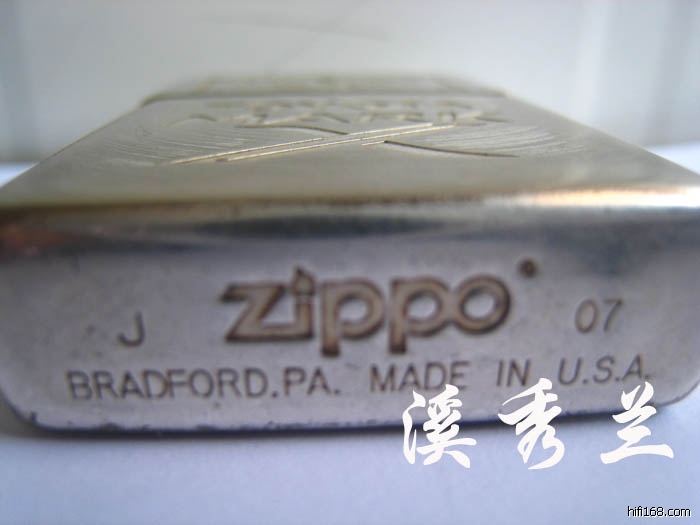 zippo
J 07
BRADFORD.PA. MADE IN U.S.A.
溪秀兰
hifi168.com